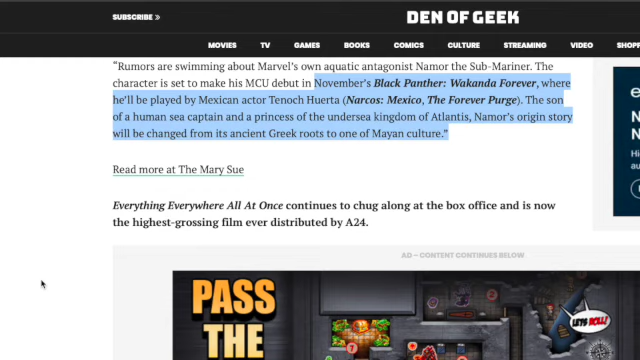 SUBSCRIBE »
DEN OF GEEK
MOVIES TV GAMES BOOKS COMICS CULTURE STREAMING VIDEO SHOPP
“Rumors are swimming about Marvel’s own aquatic antagonist Namor the Sub-Mariner. The
character is set to make his MCU debut in November’s Black Panther: Wakanda Forever, where
he’ll be played by Mexican actor Tenoch Huerta (Narcos: Mexico, The Forever Purge). The son
of a human sea captain and a princess of the undersea kingdom of Atlantis, Namor’s origin story
will be changed from its ancient Greek roots to one of Mayan culture.”
Read more at The Mary Sue
Everything Everywhere All At Once continues to chug along at the box office and is now
the highest-grossing film ever distributed by A24.
AD – CONTENT CONTINUES BELOW
PASS
THE
LETS ROLL!